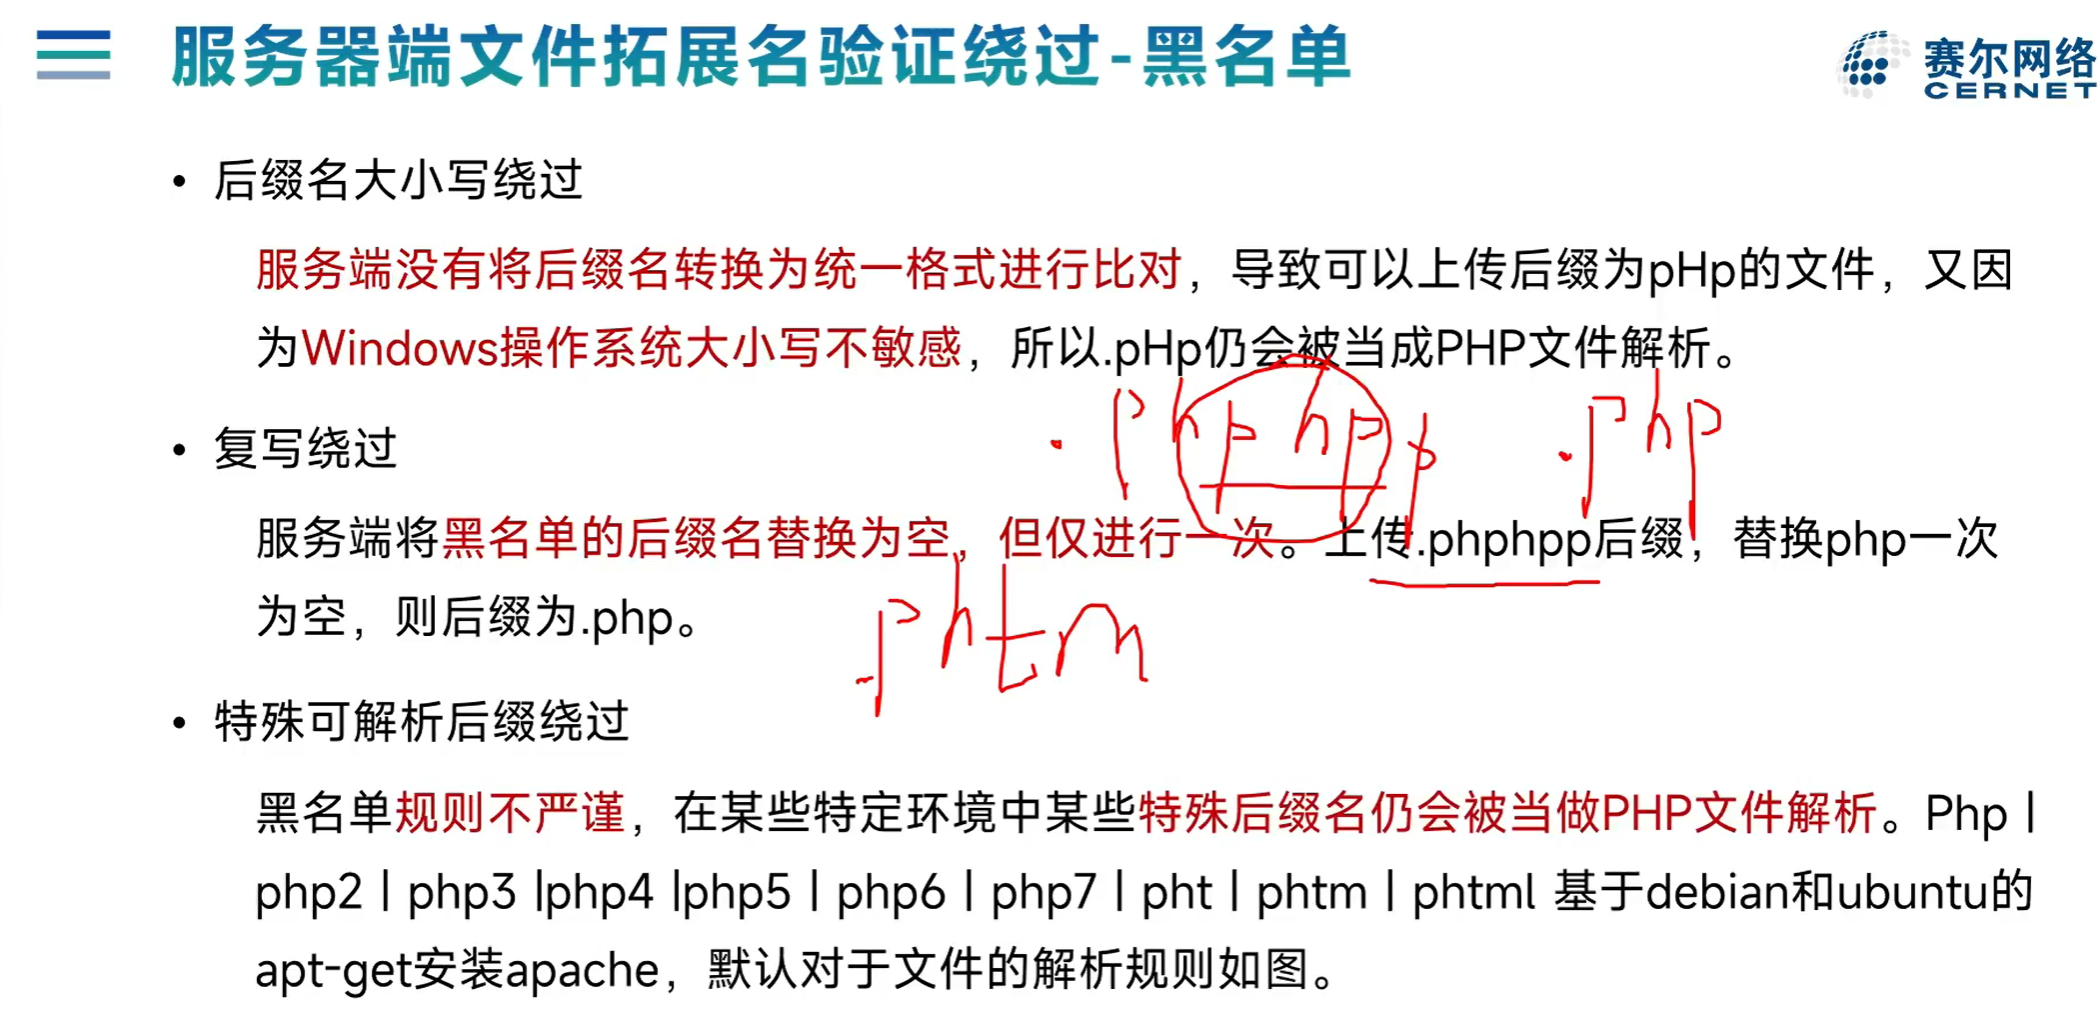 服务器端文件拓展名验证绕过-黑名单
赛尔网络
CERNET
• 后缀名大小写绕过
服务端没有将后缀名转换为统一格式进行比对，导致可以上传后缀为pHp的文件，又因
为Windows操作系统大小写不敏感，所以.pHp仍会被当成PHP文件解析。
.phphpp .php
• 复写绕过
服务端将黑名单的后缀名替换为空，但仅进行一次。上传.phphpp后缀，替换php一次
为空，则后缀为.php。
.phtm
• 特殊可解析后缀绕过
黑名单规则不严谨，在某些特定环境中某些特殊后缀名仍会被当做PHP文件解析。Php |
php2 | php3 |php4 |php5 | php6 | php7 | pht | phtm | phtml 基于debian和ubuntu的
apt-get安装apache，默认对于文件的解析规则如图。